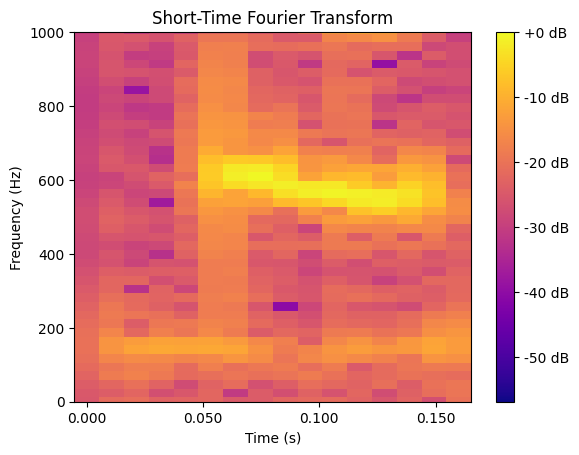 Short-Time Fourier Transform
1000
800
600
400
200
0
Frequency (Hz)
0.000
0.050
0.100
0.150
Time (s)
+0 dB
-10 dB
-20 dB
-30 dB
-40 dB
-50 dB